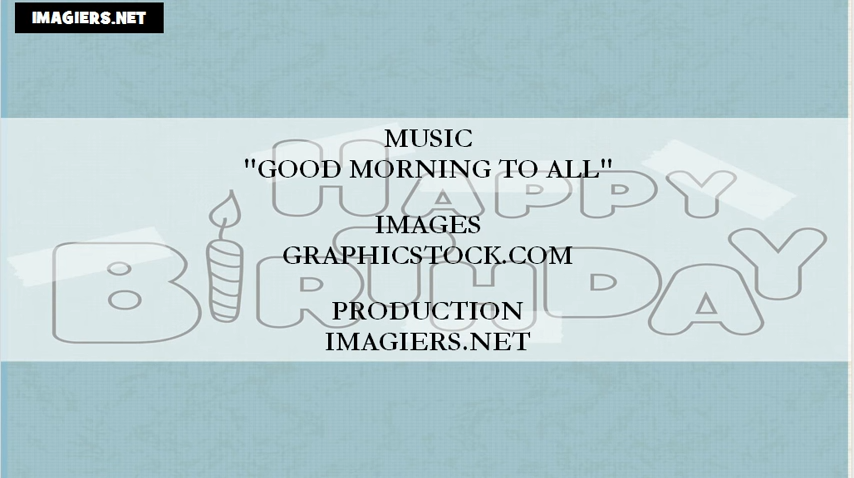 IMAGIERS.NET
MUSIC
"GOOD MORNING TO ALL"
IMAGES
GRAPHICSTOCK.COM
PRODUCTION
IMAGIERS.NET
HAPPY
BIRTHDAY